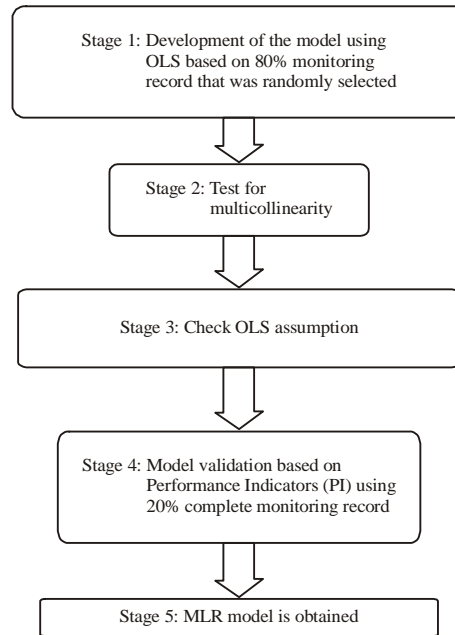 Stage 1: Development of the model using
OLS based on 80% monitoring
record that was randomly selected
Stage 2: Test for
multicollinearity
Stage 3: Check OLS assumption
Stage 4: Model validation based on
Performance Indicators (PI) using
20% complete monitoring record
Stage 5: MLR model is obtained